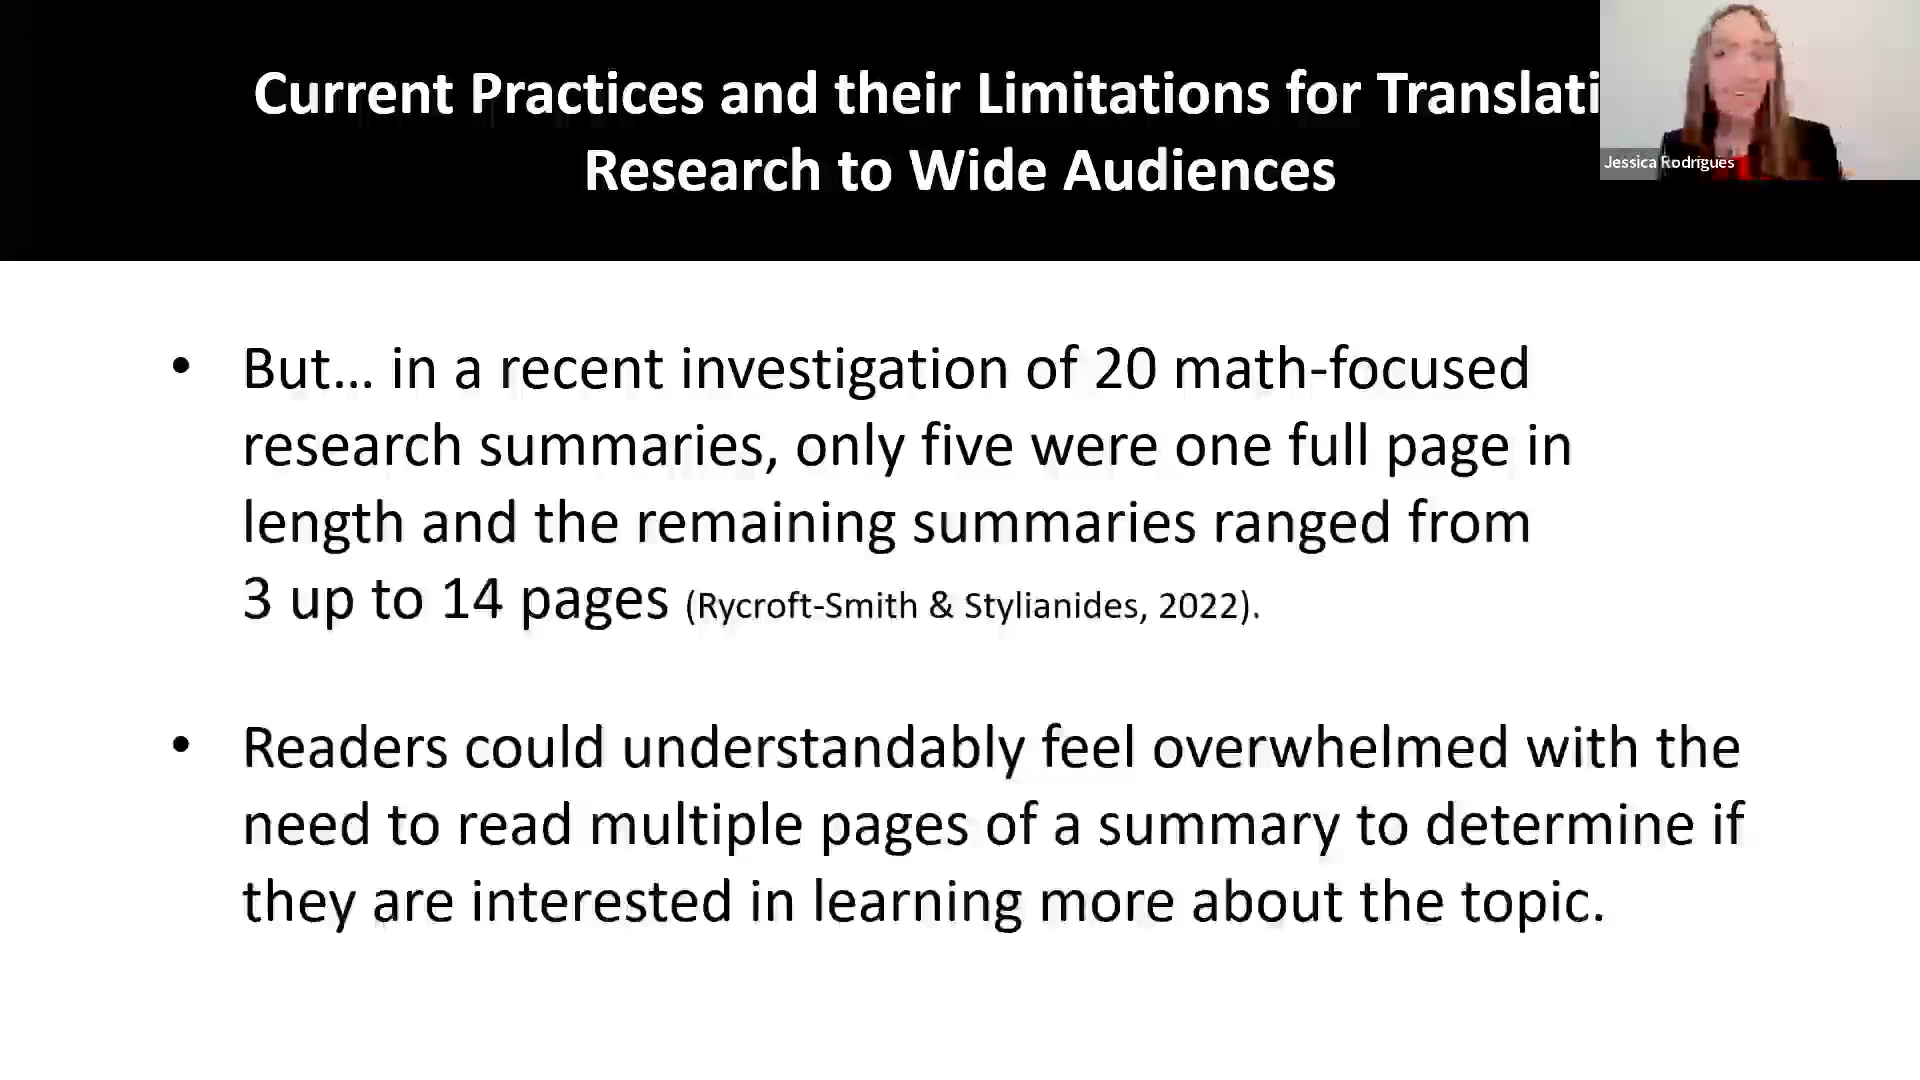 Current Practices and their Limitations for Translati
Research to Wide Audiences
Jessica Rodrigues
• But... in a recent investigation of 20 math-focused
research summaries, only five were one full page in
length and the remaining summaries ranged from
3 up to 14 pages (Rycroft-Smith & Stylianides, 2022).
• Readers could understandably feel overwhelmed with the
need to read multiple pages of a summary to determine if
they are interested in learning more about the topic.